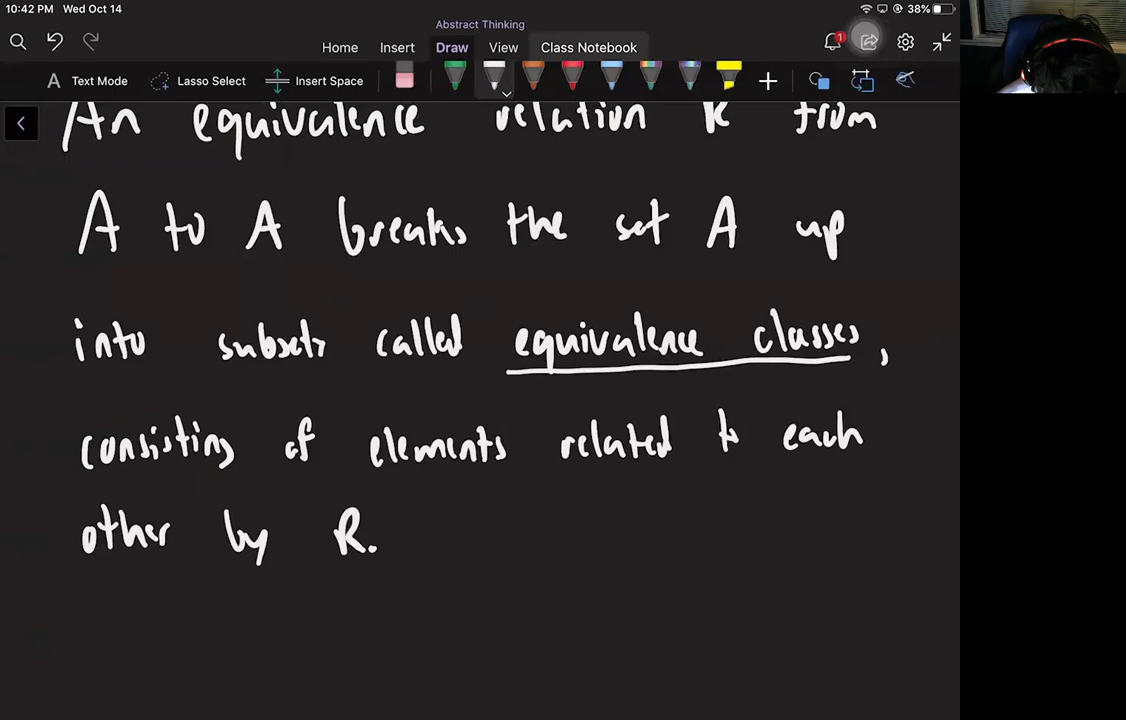 10:42 PM Wed Oct 14
38%
Abstract Thinking
Home Insert Draw View Class Notebook
1
A Text Mode Lasso Select Insert Space
An equivalence relation R from
A to A breaks the set A up
into subsets called equivalence classes,
consisting of elements related to each
other by R.